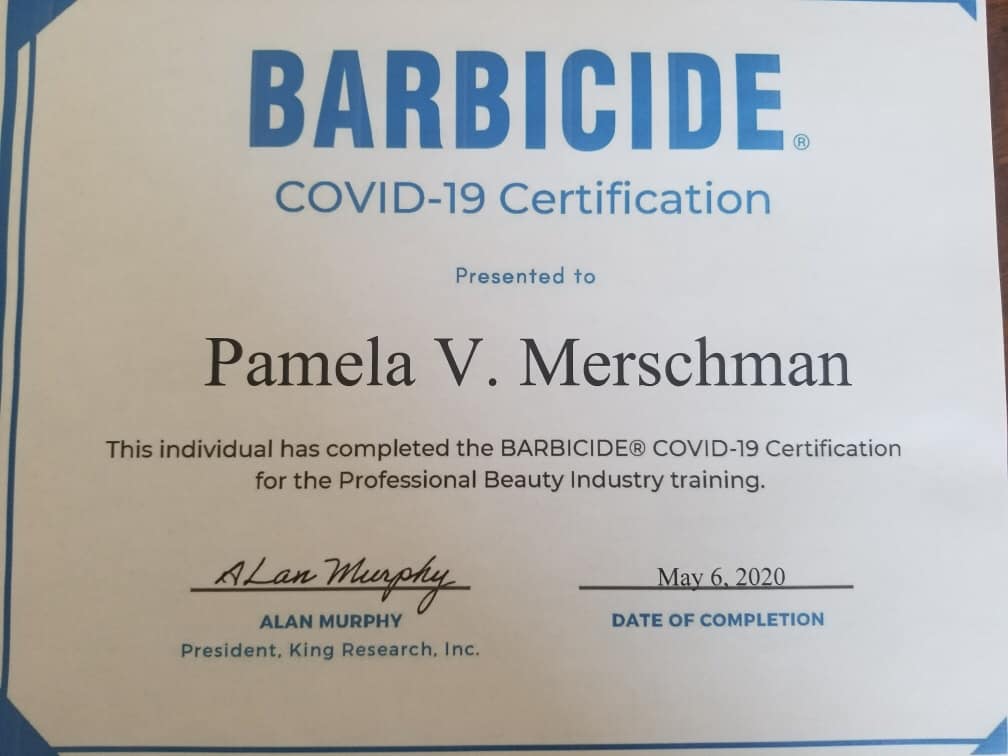 BARBICIDE®
COVID-19 Certification
Presented to
Pamela V. Merschman
This individual has completed the BARBICIDE® COVID-19 Certification
for the Professional Beauty Industry training.
ALan Murphy
ALAN MURPHY
President, King Research, Inc.
May 6, 2020
DATE OF COMPLETION